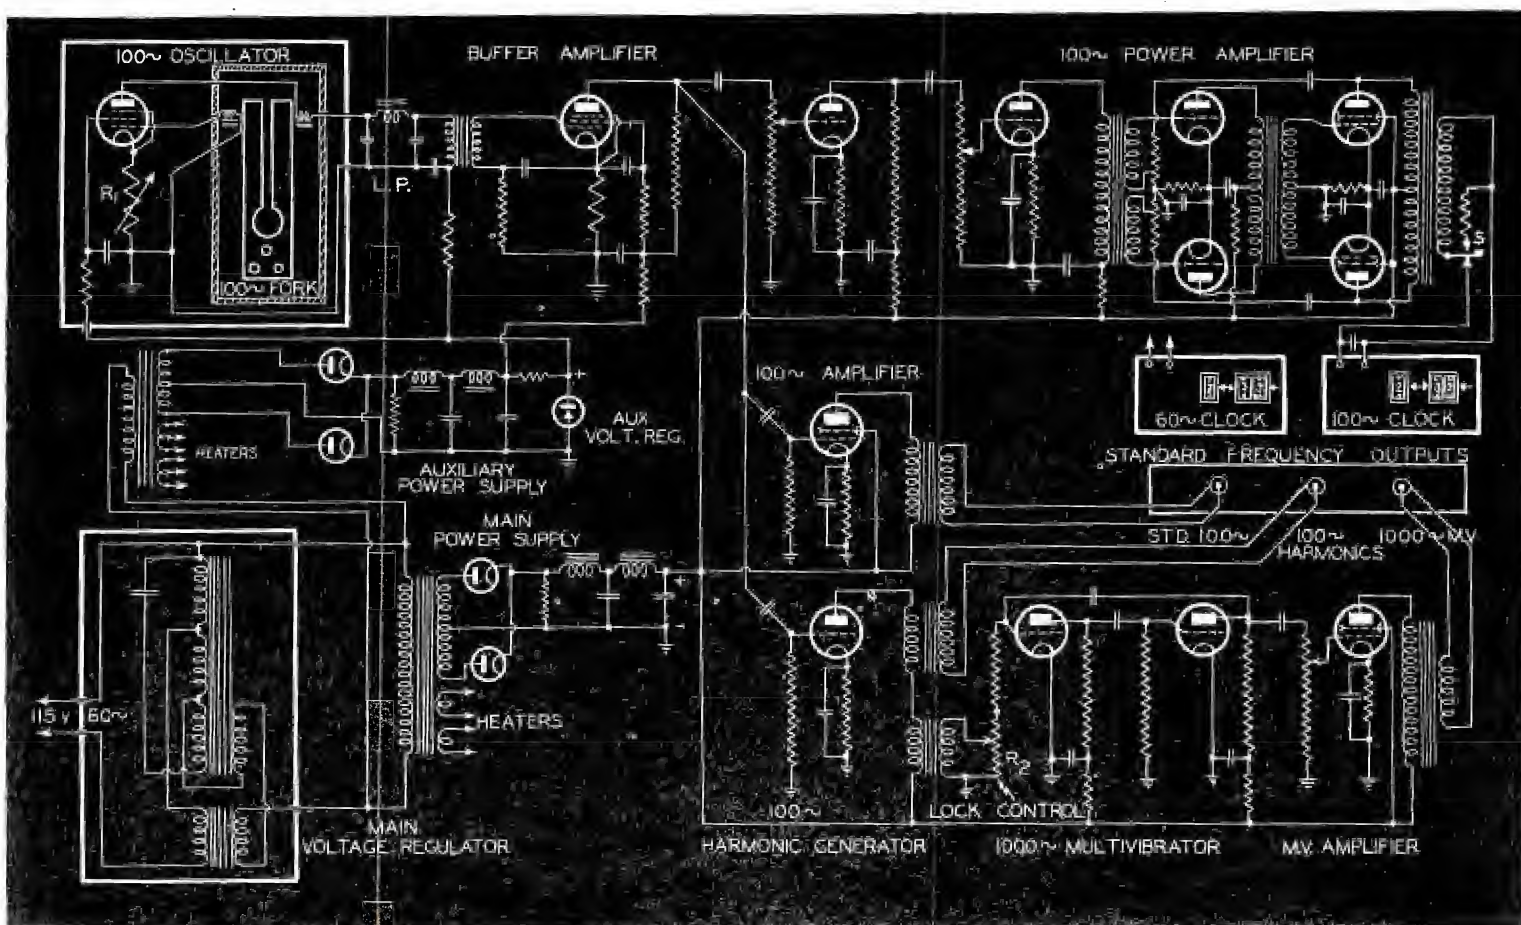 100~ OSCILLATOR
BUFFER AMPLIFIER
100~ POWER AMPLIFIER
R1
L.P.
100~ FORK
S
100~ AMPLIFIER
60~ CLOCK
100~ CLOCK
+
AUX.
VOLT. REG.
HEATERS
AUXILIARY
POWER SUPPLY
STANDARD FREQUENCY OUTPUTS
MAIN
POWER SUPPLY
STD. 100~
100~
HARMONICS
1000~ M.V.
+
-
HEATERS
115 V. 60~
R2
100~
HARMONIC GENERATOR
LOCK CONTROL
MAIN
VOLTAGE REGULATOR
1000~ MULTIVIBRATOR
M.V. AMPLIFIER